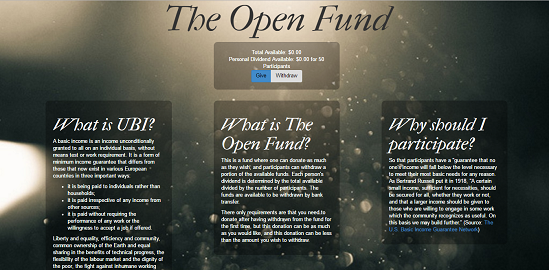 The Open Fund
Total Available: $0.00
Personal Dividend Available: $0.00 for 50
Participants
Give Withdraw
What is UBI?
A basic income is an income unconditionally
granted to all on an individual basis, without
means test or work requirement. It is a form of
minimum income guarantee that differs from
those that now exist in various European
countries in three important ways:
it is being paid to individuals rather than
households;
it is paid irrespective of any income from
other sources;
it is paid without requiring the
performance of any work or the
willingness to accept a job if offered.
Liberty and equality, efficiency and community,
common ownership of the Earth and equal
sharing in the benefits of technical progress, the
flexibility of the labour market and the dignity of
the poor, the fight against inhumane working
What is The
Open Fund?
This is a fund where one can donate as much
as they wish, and participants can withdraw a
portion of the available funds. Each person's
dividend is determined by the total available
divided by the number of participants. The
funds are available to be withdrawn by bank
transfer.
There only requirements are that you need to
donate after having withdrawn from the fund for
the first time, but this donation can be as much
as you would like, and this donation can be less
than the amount you wish to withdraw
Why should I
participate?
So that participants have a "guarantee that no
one's income will fall below the level necessary
to meet their most basic needs for any reason.
As Bertrand Russell put it in 1918, "A certain
small income, sufficient for necessities, should
be secured for all, whether they work or not,
and that a larger income should be given to
those who are willing to engage in some work
which the community recognizes as useful. On
this basis we may build further." (Source: The
U.S. Basic Income Guarantee Network)